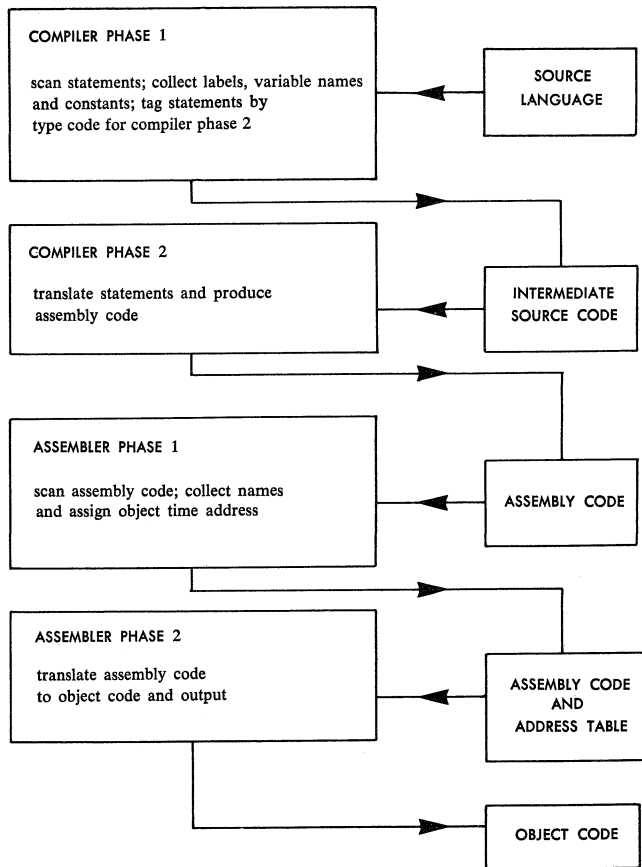 COMPILER PHASE 1
scan statements; collect labels, variable names
and constants; tag statements by
type code for compiler phase 2
SOURCE
LANGUAGE
COMPILER PHASE 2
translate statements and produce
assembly code
INTERMEDIATE
SOURCE CODE
ASSEMBLER PHASE 1
scan assembly code; collect names
and assign object time address
ASSEMBLY CODE
ASSEMBLER PHASE 2
translate assembly code
to object code and output
ASSEMBLY CODE
AND
ADDRESS TABLE
OBJECT CODE